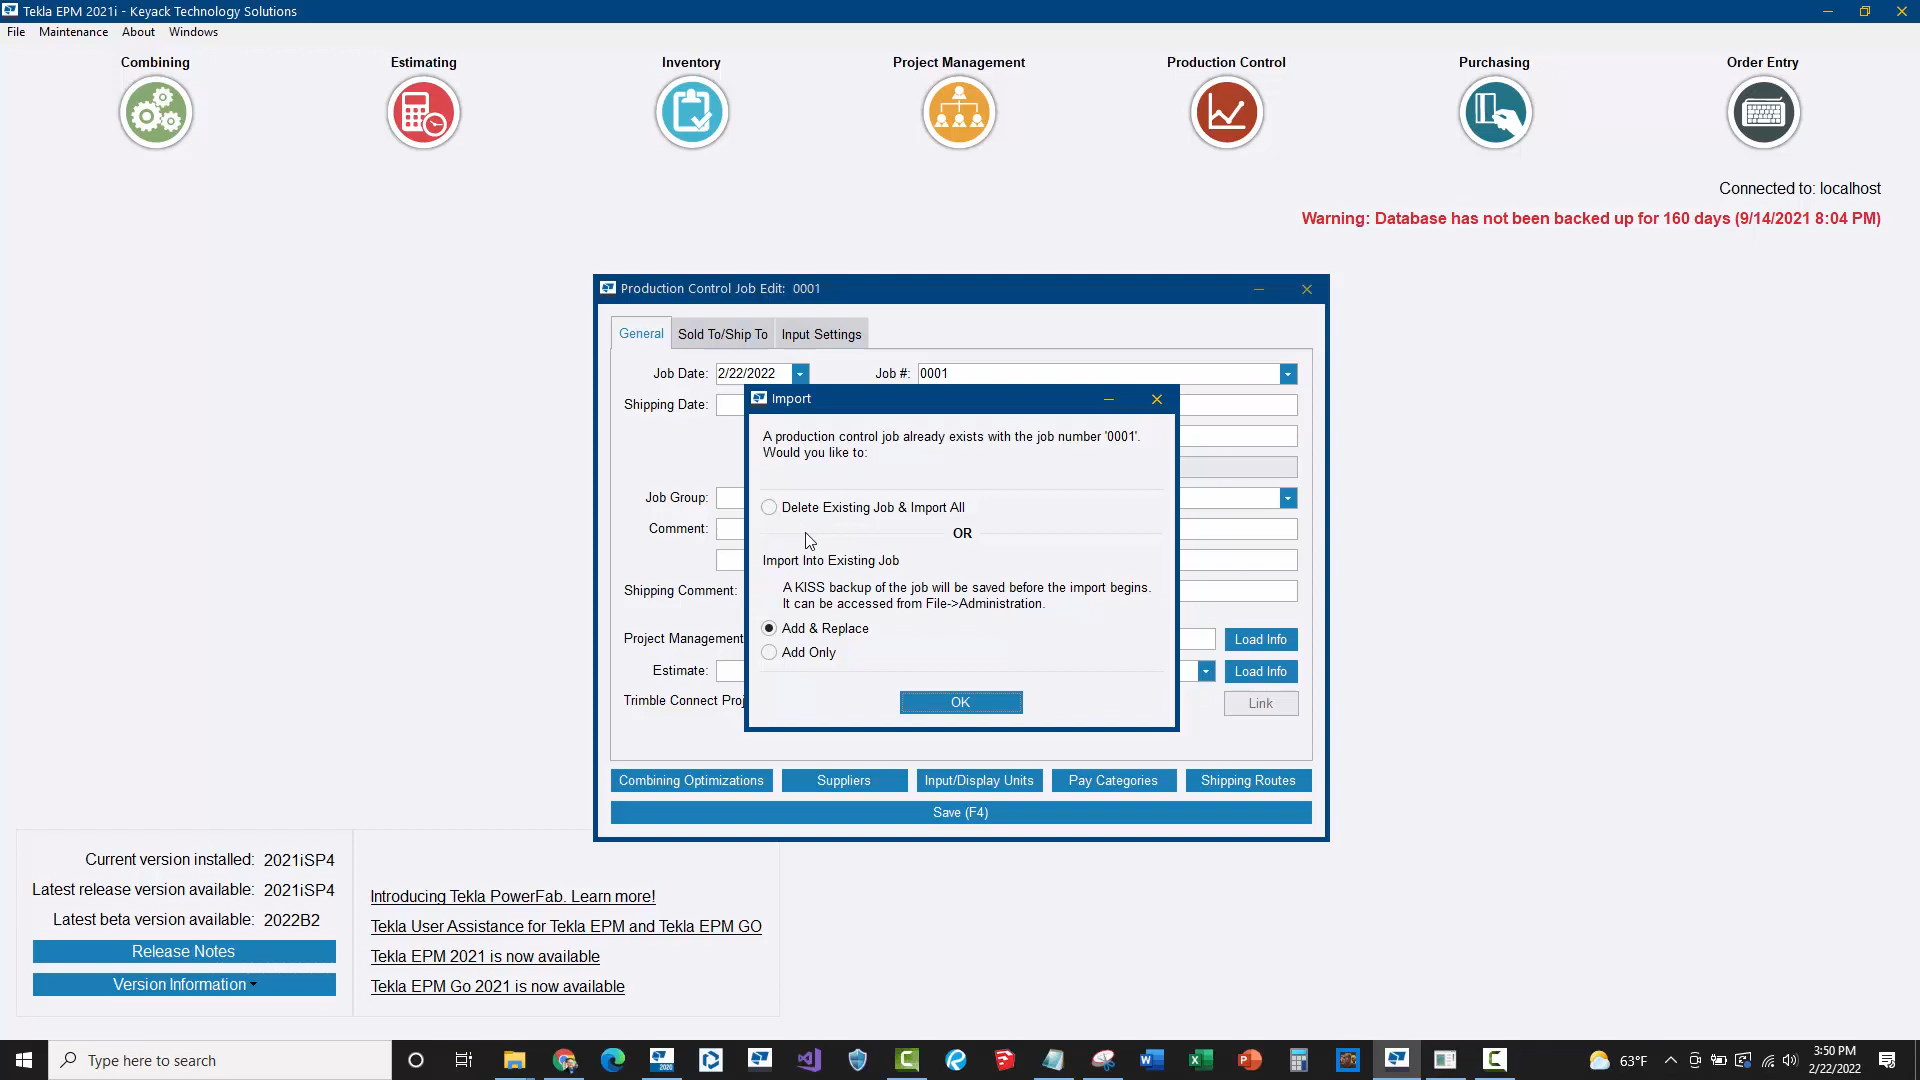 Tekla EPM 2021i - Keyack Technology Solutions
File Maintenance About Windows
Combining Estimating Inventory Project Management Production Control Purchasing Order Entry
Connected to: localhost
Warning: Database has not been backed up for 160 days (9/14/2021 8:04 PM)
Production Control Job Edit: 0001
General Sold To/Ship To Input Settings
Job Date: 2/22/2022 Job #: 0001
Shipping Date:
Job Group:
Comment:
Shipping Comment:
Project Management Load Info
Estimate: Load Info
Trimble Connect Proj Link
Import
A production control job already exists with the job number '0001'.
Would you like to:
Delete Existing Job & Import All
OR
Import Into Existing Job
A KISS backup of the job will be saved before the import begins.
It can be accessed from File->Administration.
Add & Replace
Add Only
OK
Combining Optimizations Suppliers Input/Display Units Pay Categories Shipping Routes
Save (F4)
Current version installed: 2021iSP4
Latest release version available: 2021iSP4
Latest beta version available: 2022B2
Release Notes
Version Information
Introducing Tekla PowerFab. Learn more!
Tekla User Assistance for Tekla EPM and Tekla EPM GO
Tekla EPM 2021 is now available
Tekla EPM Go 2021 is now available
Type here to search
2020
63°F
3:50 PM
2/22/2022